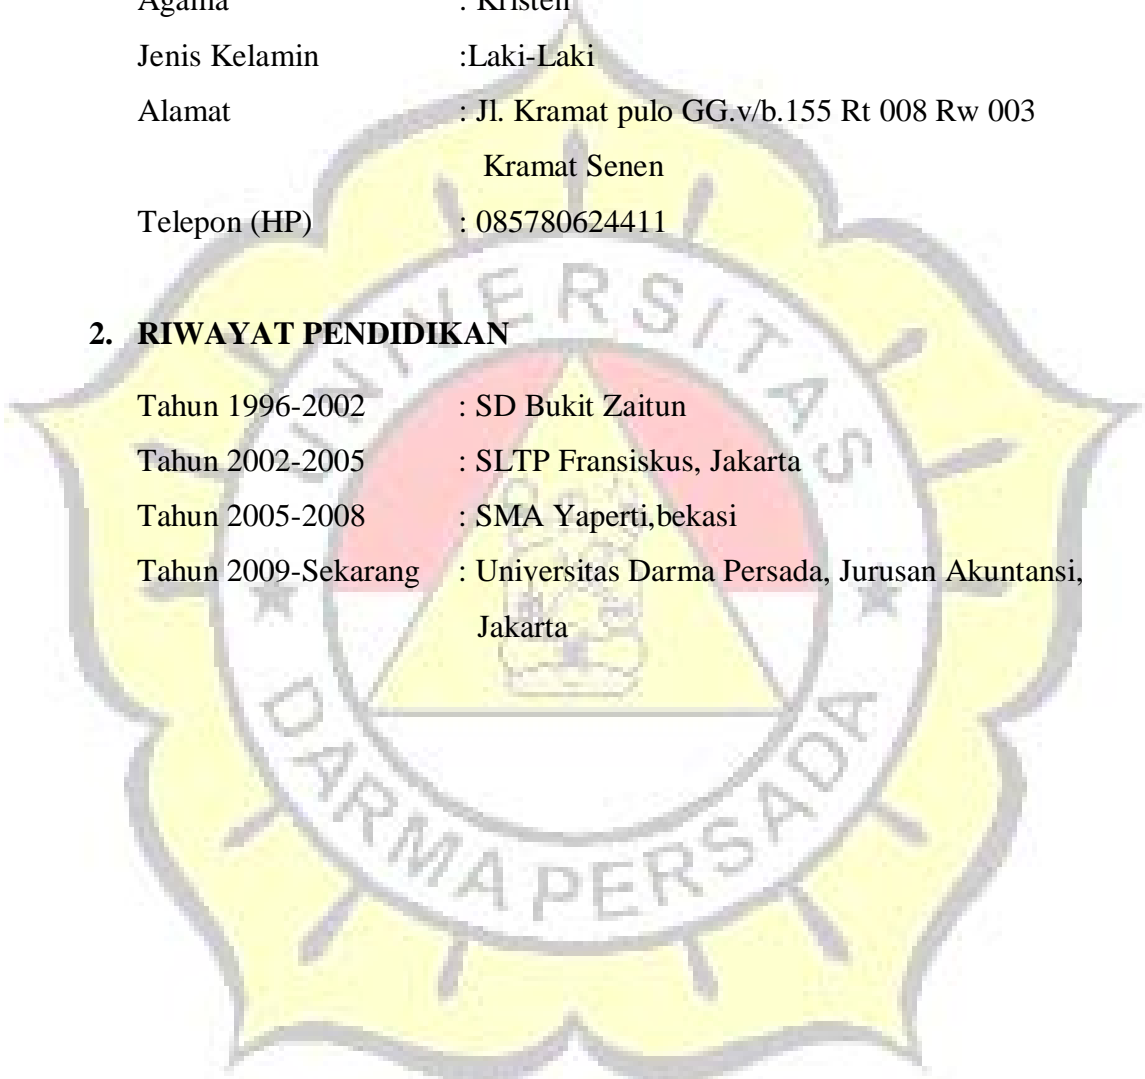 Agama : Kristen
Jenis Kelamin :Laki-Laki
Alamat : Jl. Kramat pulo GG.v/b.155 Rt 008 Rw 003
Kramat Senen
Telepon (HP) : 085780624411
2. RIWAYAT PENDIDIKAN
Tahun 1996-2002 : SD Bukit Zaitun
Tahun 2002-2005 : SLTP Fransiskus, Jakarta
Tahun 2005-2008 : SMA Yaperti,bekasi
Tahun 2009-Sekarang : Universitas Darma Persada, Jurusan Akuntansi,
Jakarta
UNIVERSITAS
DARMA PERSADA